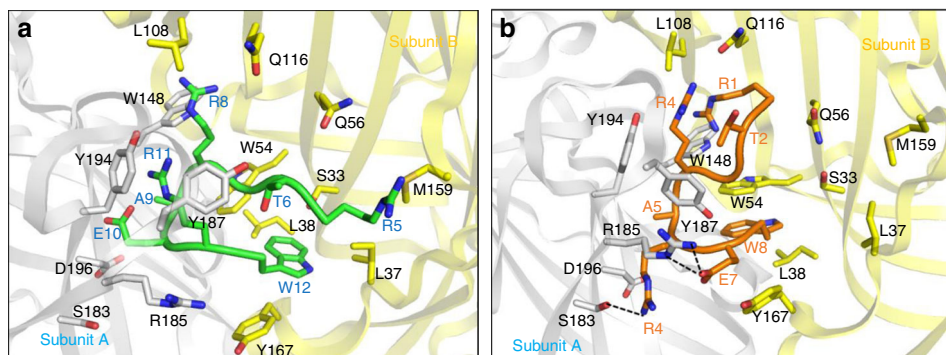 a
L108
Subunit B
Q116
W148
R8
Q56
Y194
R11
W54
S33
M159
A9
T6
R5
E10
Y187
L38
D196
L37
W12
S183
R185
Subunit A
Y167
b
Q116
L108
Subunit B
R4
R1
Y194
Q56
T2
M159
W148
S33
W54
A5
R185
Y187
L37
W8
D196
L38
E7
S183
Y167
R4
Subunit A